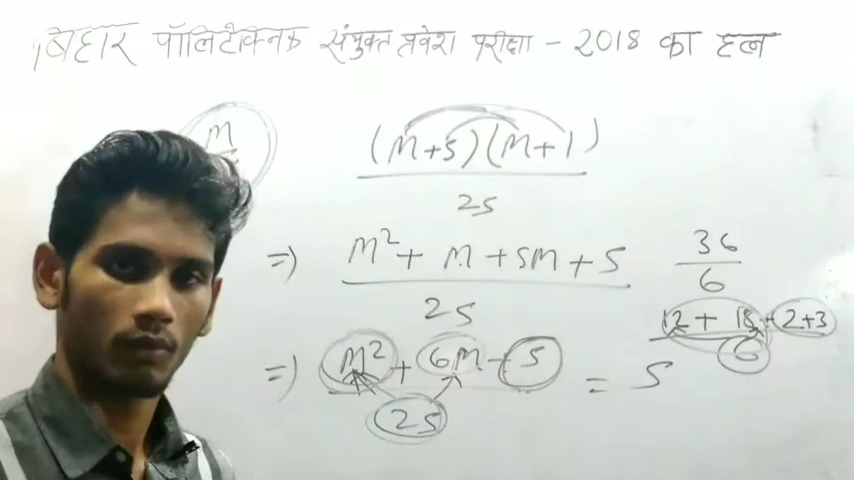 बिहार पॉलिटेक्निक संयुक्त प्रवेश परीक्षा - 2018 का हल
m
(m+5)(m+1)
25
=) m² + m + 5m + 5
25
36
6
12 + 18 2+3
6
=) m² + 6m + 5 = 5
25